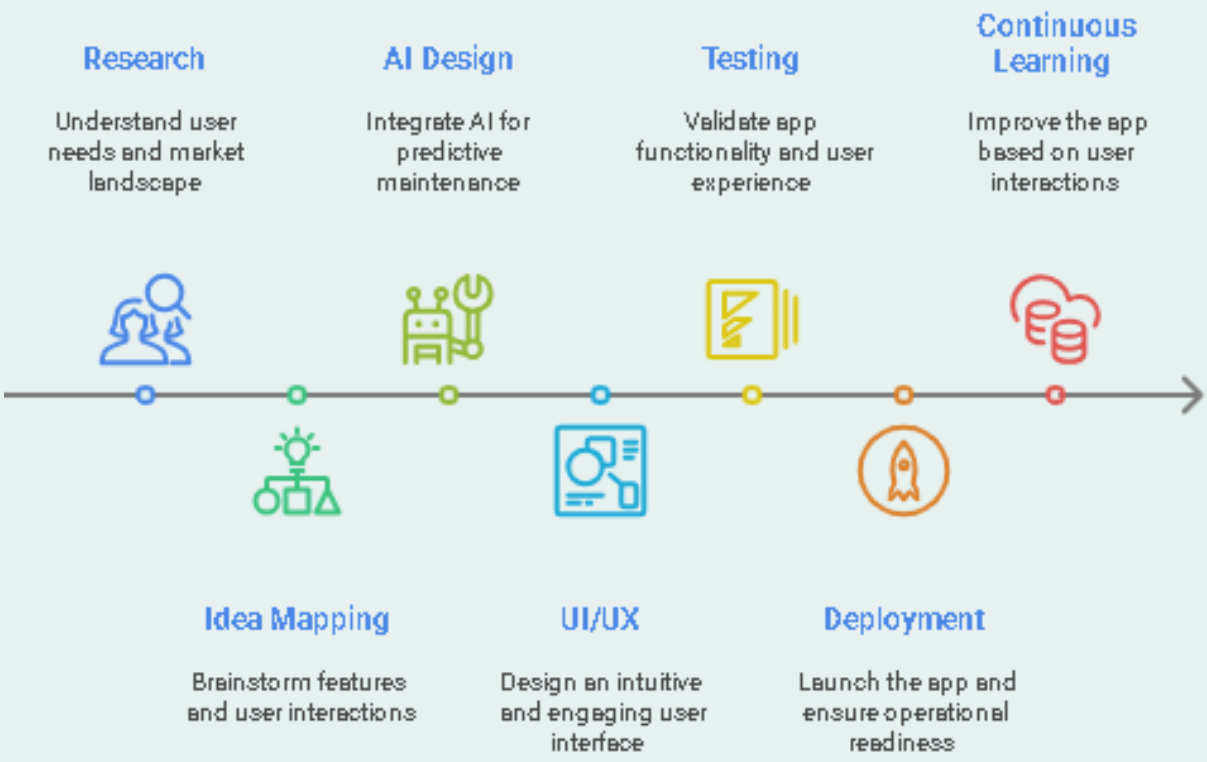 Research
Understand user
needs and market
landscape
Idea Mapping
Brainstorm features
and user interactions
AI Design
Integrate AI for
predictive
maintenance
UI/UX
Design an intuitive
and engaging user
interface
Testing
Validate app
functionality and user
experience
Deployment
Launch the app and
ensure operational
readiness
Continuous
Learning
Improve the app
based on user
interactions